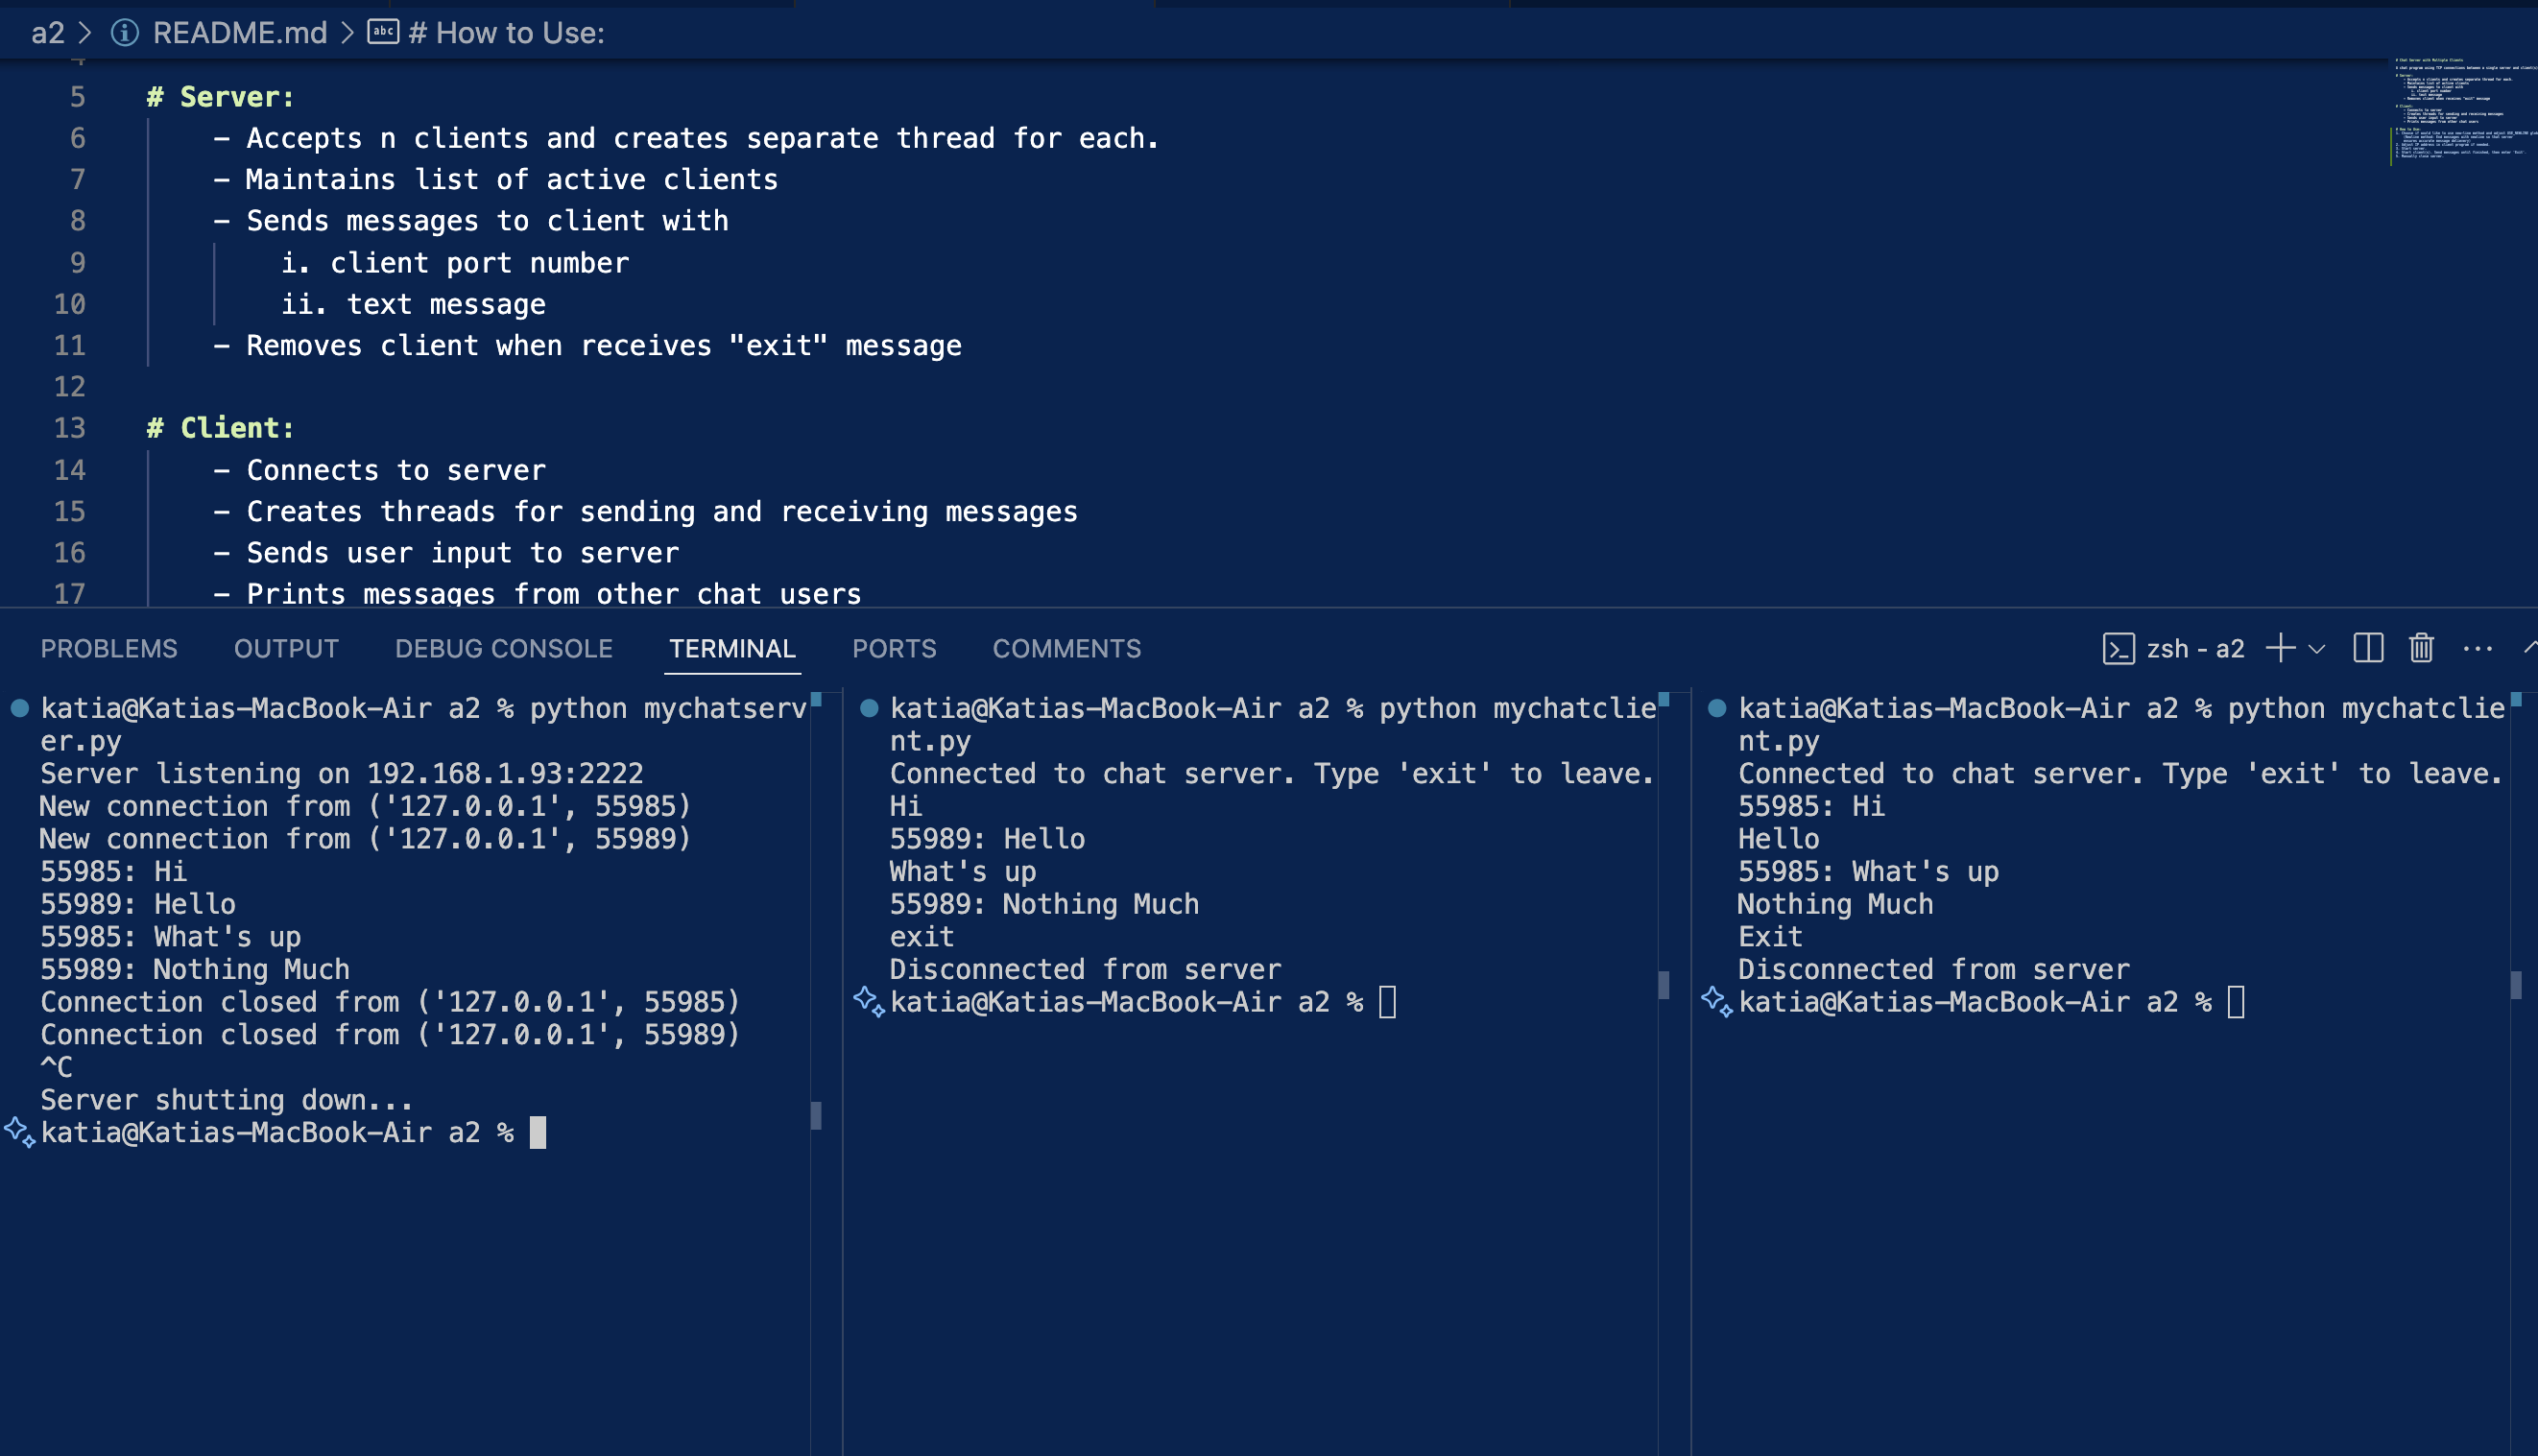 a2 > README.md > # How to Use:
4
5 # Server:
6 - Accepts n clients and creates separate thread for each.
7 - Maintains list of active clients
8 - Sends messages to client with
9 i. client port number
10 ii. text message
11 - Removes client when receives "exit" message
12
13 # Client:
14 - Connects to server
15 - Creates threads for sending and receiving messages
16 - Sends user input to server
17 - Prints messages from other chat users
PROBLEMS OUTPUT DEBUG CONSOLE TERMINAL PORTS COMMENTS zsh - a2
katia@Katias-MacBook-Air a2 % python mychatserv
er.py
Server listening on 192.168.1.93:2222
New connection from ('127.0.0.1', 55985)
New connection from ('127.0.0.1', 55989)
55985: Hi
55989: Hello
55985: What's up
55989: Nothing Much
Connection closed from ('127.0.0.1', 55985)
Connection closed from ('127.0.0.1', 55989)
^C
Server shutting down...
katia@Katias-MacBook-Air a2 %
katia@Katias-MacBook-Air a2 % python mychatclie
nt.py
Connected to chat server. Type 'exit' to leave.
Hi
55989: Hello
What's up
55989: Nothing Much
exit
Disconnected from server
katia@Katias-MacBook-Air a2 %
katia@Katias-MacBook-Air a2 % python mychatclie
nt.py
Connected to chat server. Type 'exit' to leave.
55985: Hi
Hello
55985: What's up
Nothing Much
Exit
Disconnected from server
katia@Katias-MacBook-Air a2 %